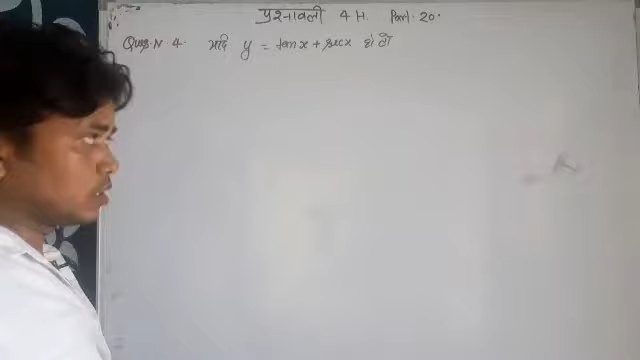 प्रश्नावली 4 H. Part. 20.
Ques. N. 4. यदि y = tan x + sec x हो तो